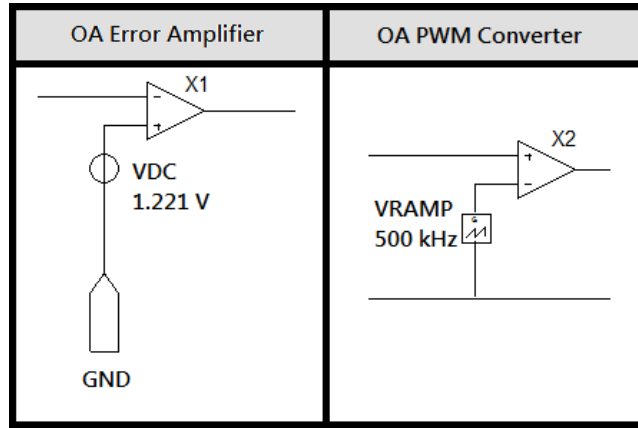 OA Error Amplifier
OA PWM Converter
X1
-
+
VDC
1.221 V
GND
X2
+
-
VRAMP
500 kHz